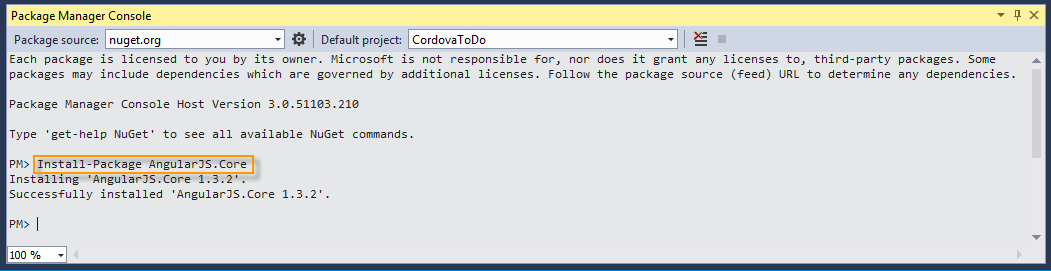 Package Manager Console
Package source: nuget.org Default project: CordovaToDo
Each package is licensed to you by its owner. Microsoft is not responsible for, nor does it grant any licenses to, third-party packages. Some
packages may include dependencies which are governed by additional licenses. Follow the package source (feed) URL to determine any dependencies.
Package Manager Console Host Version 3.0.51103.210
Type 'get-help NuGet' to see all available NuGet commands.
PM> Install-Package AngularJS.Core
Installing 'AngularJS.Core 1.3.2'.
Successfully installed 'AngularJS.Core 1.3.2'.
PM>
100 %